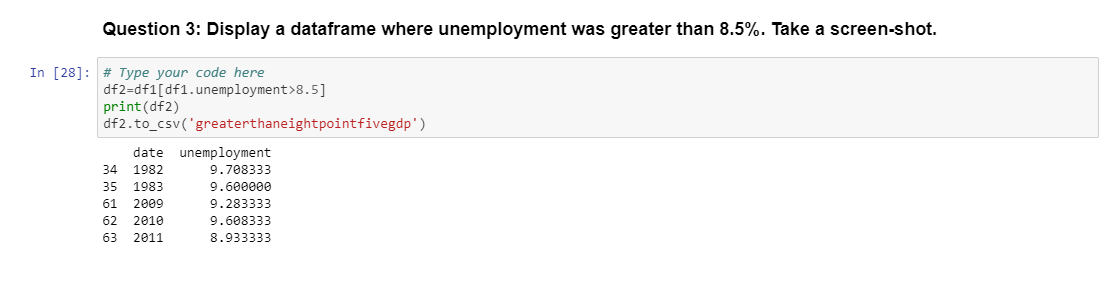 Question 3: Display a dataframe where unemployment was greater than 8.5%. Take a screen-shot.
In [28]: # Type your code here
df2=df1[df1.unemployment>8.5]
print(df2)
df2.to_csv('greaterthaneightpointfivegdp')
date unemployment
34 1982 9.708333
35 1983 9.600000
61 2009 9.283333
62 2010 9.608333
63 2011 8.933333